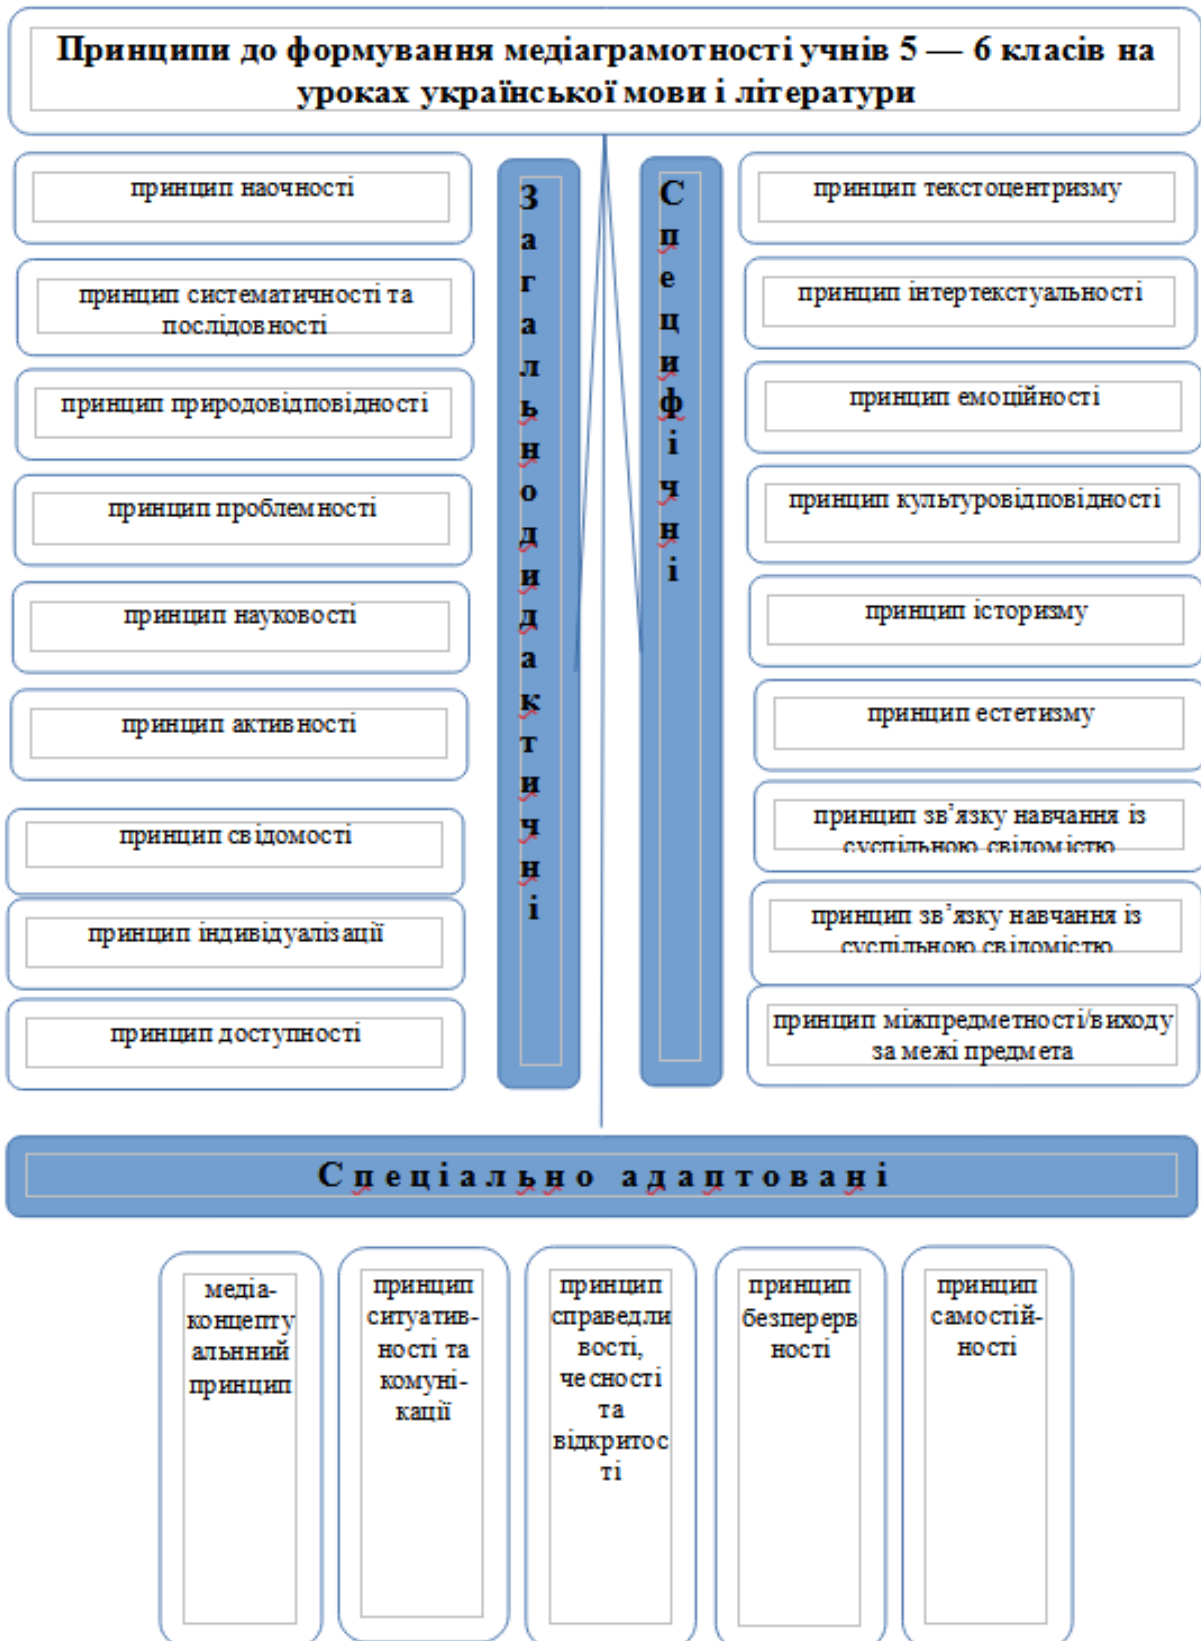 Принципи до формування медіаграмотності учнів 5 — 6 класів на
уроках української мови і літератури
Загальнодидактичні
принцип наочності
принцип систематичності та
послідовності
принцип природовідповідності
принцип проблемності
принцип науковості
принцип активності
принцип свідомості
принцип індивідуалізації
принцип доступності
Специфічні
принцип текстоцентризму
принцип інтертекстуальності
принцип емоційності
принцип культуровідповідності
принцип історизму
принцип естетизму
принцип зв’язку навчання із
суспільною свідомістю
принцип зв’язку навчання із
суспільною свідомістю
принцип міжпредметності/виходу
за межі предмета
Спеціально адаптовані
медіа-
концепту
альнний
принцип
принцип
ситуатив-
ності та
комуні-
кації
принцип
справедли
вості,
чесності
та
відкритос
ті
принцип
безперерв
ності
принцип
самостій-
ності